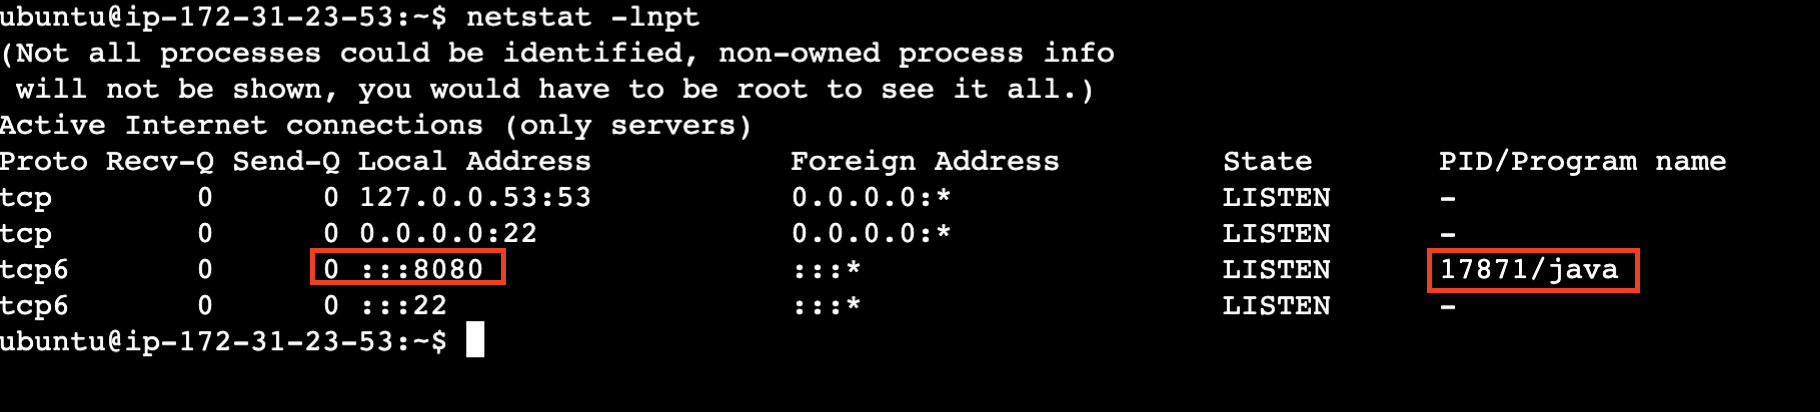 ubuntu@ip-172-31-23-53:~$ netstat -lnpt
(Not all processes could be identified, non-owned process info
 will not be shown, you would have to be root to see it all.)
Active Internet connections (only servers)
Proto Recv-Q Send-Q Local Address           Foreign Address         State       PID/Program name
tcp        0      0 127.0.0.53:53           0.0.0.0:*               LISTEN      -
tcp        0      0 0.0.0.0:22              0.0.0.0:*               LISTEN      -
tcp6       0      0 :::8080                 :::*                    LISTEN      17871/java
tcp6       0      0 :::22                   :::*                    LISTEN      -
ubuntu@ip-172-31-23-53:~$